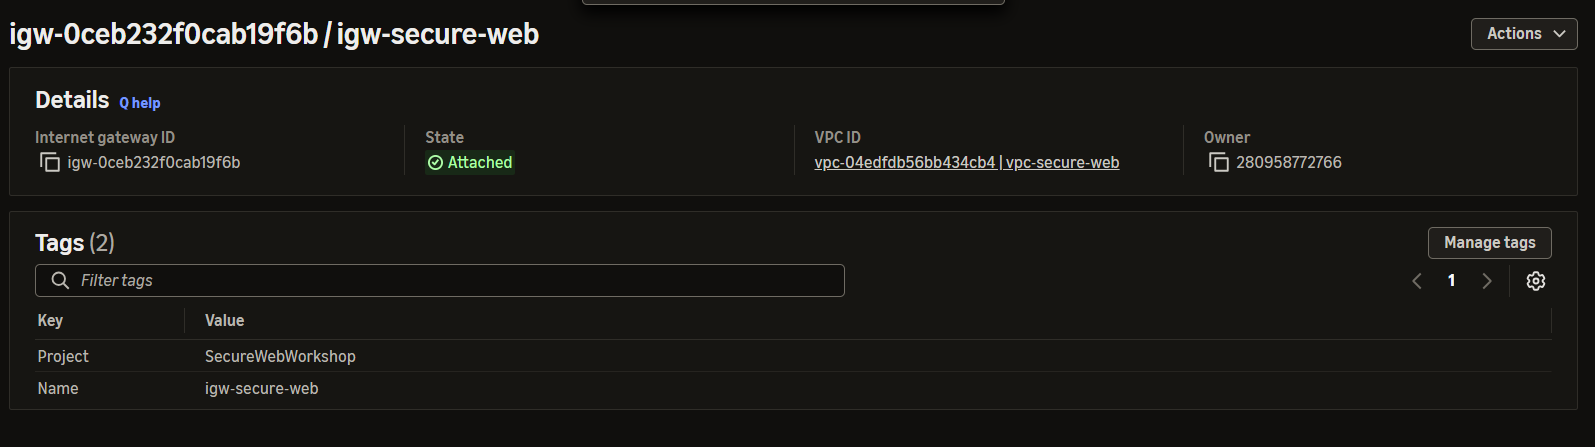 igw-0ceb232f0cab19f6b / igw-secure-web
Actions
Details Q help
Internet gateway ID
igw-0ceb232f0cab19f6b
State
Attached
VPC ID
vpc-04edfdb56bb434cb4 | vpc-secure-web
Owner
280958772766
Tags (2)
Manage tags
Filter tags
1
Key Value
Project SecureWebWorkshop
Name igw-secure-web